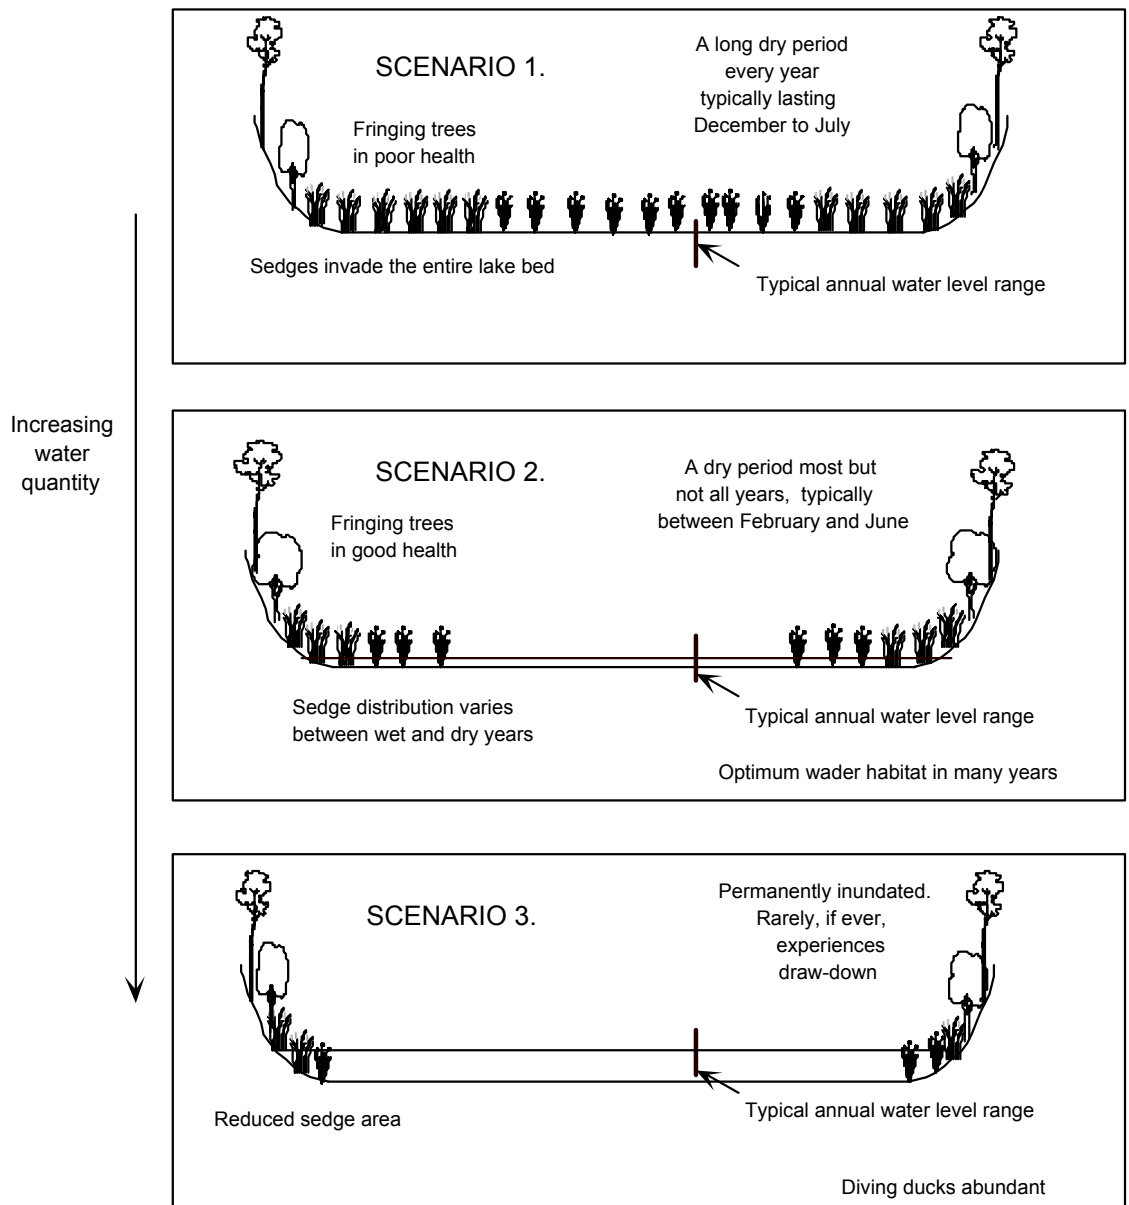 SCENARIO 1.
A long dry period
every year
typically lasting
December to July
Fringing trees
in poor health
Sedges invade the entire lake bed
Typical annual water level range
Increasing
water
quantity
SCENARIO 2.
A dry period most but
not all years, typically
between February and June
Fringing trees
in good health
Sedge distribution varies
between wet and dry years
Typical annual water level range
Optimum wader habitat in many years
SCENARIO 3.
Permanently inundated.
Rarely, if ever,
experiences
draw-down
Reduced sedge area
Typical annual water level range
Diving ducks abundant